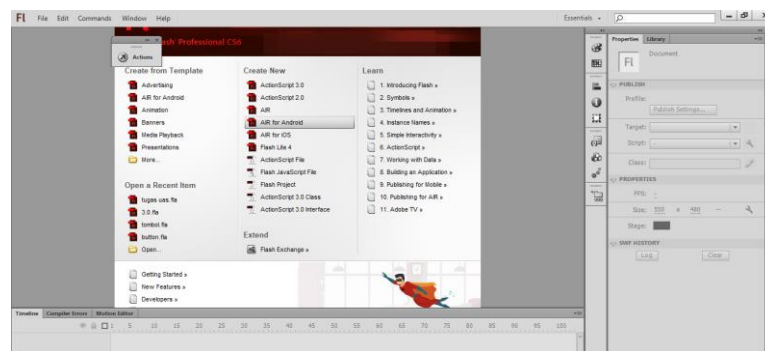 Fl File Edit Commands Window Help Essentials
Flash Professional CS6
Actions
Create from Template
Advertising
AIR for Android
Animation
Banners
Media Playback
Presentations
More...
Open a Recent Item
tugas uas.fla
3.0.fla
tombol.fla
button.fla
Open...
Create New
ActionScript 3.0
ActionScript 2.0
AIR
AIR for Android
AIR for iOS
Flash Lite 4
ActionScript File
Flash JavaScript File
Flash Project
ActionScript 3.0 Class
ActionScript 3.0 Interface
Extend
Flash Exchange »
Learn
1. Introducing Flash »
2. Symbols »
3. Timelines and Animation »
4. Instance Names »
5. Simple Interactivity »
6. ActionScript »
7. Working with Data »
8. Building an Application »
9. Publishing for Mobile »
10. Publishing for AIR »
11. Adobe TV »
Getting Started »
New Features »
Developers »
Properties Library
Fl Document
PUBLISH
Profile:
Publish Settings...
Target:
Script: -
Class:
PROPERTIES
FPS: -
Size: 550 x 400
Stage:
SWF HISTORY
Log Clear
Timeline Compiler Errors Motion Editor
1 5 10 15 20 25 30 35 40 45 50 55 60 65 70 75 80 85 90 95 100